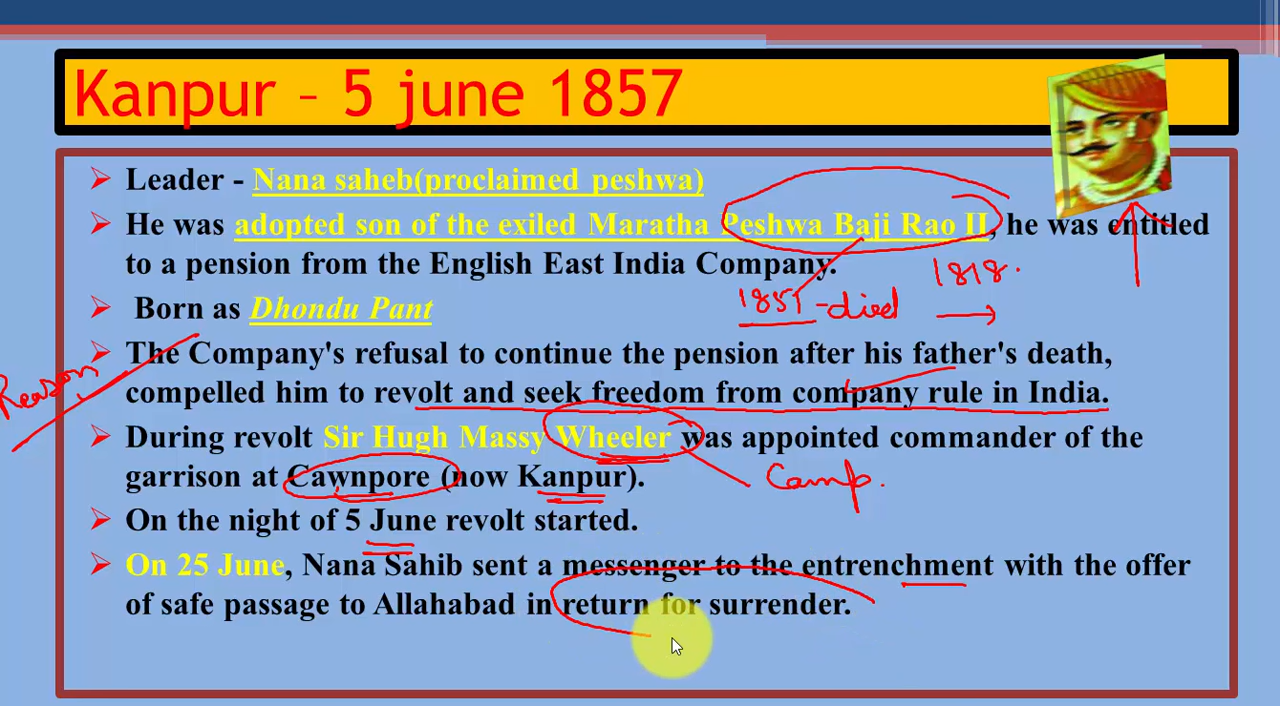 Kanpur – 5 june 1857
Leader - Nana saheb(proclaimed peshwa)
He was adopted son of the exiled Maratha Peshwa Baji Rao II, he was entitled
to a pension from the English East India Company.
1818.
Born as Dhondu Pant
1851 - died
The Company's refusal to continue the pension after his father's death,
Reason
compelled him to revolt and seek freedom from company rule in India.
During revolt Sir Hugh Massy Wheeler was appointed commander of the
garrison at Cawnpore (now Kanpur).
Camp.
On the night of 5 June revolt started.
On 25 June, Nana Sahib sent a messenger to the entrenchment with the offer
of safe passage to Allahabad in return for surrender.